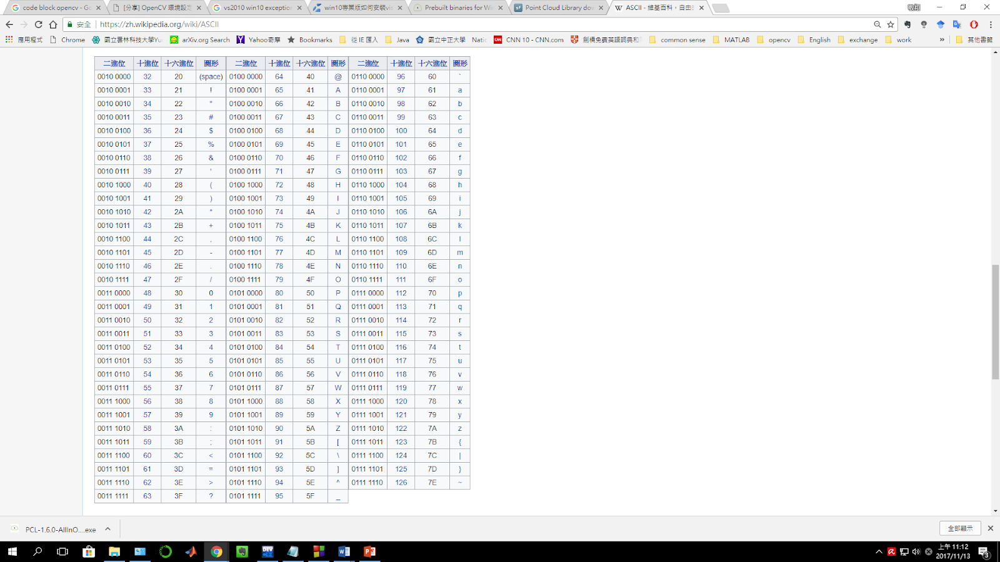 code block opencv - Go
[分享] OpenCV 環境設定
vs2010 win10 exception
win10專業版如何安裝vis
Prebuilt binaries for Win
Point Cloud Library dow
ASCII - 維基百科，自由的
安全 https://zh.wikipedia.org/wiki/ASCII
應用程式 Chrome 國立雲林科技大學Yun arXiv.org Search Yahoo奇摩 Bookmarks 從 IE 匯入 Java 國立中正大學 Natic CNN 10 - CNN.com 劍橋免費英語詞典和 common sense MATLAB opencv English exchange work » 其他書籤
二進位 十進位 十六進位 圖形 二進位 十進位 十六進位 圖形 二進位 十進位 十六進位 圖形
0010 0000 32 20 (space) 0100 0000 64 40 @ 0110 0000 96 60 `
0010 0001 33 21 ! 0100 0001 65 41 A 0110 0001 97 61 a
0010 0010 34 22 " 0100 0010 66 42 B 0110 0010 98 62 b
0010 0011 35 23 # 0100 0011 67 43 C 0110 0011 99 63 c
0010 0100 36 24 $ 0100 0100 68 44 D 0110 0100 100 64 d
0010 0101 37 25 % 0100 0101 69 45 E 0110 0101 101 65 e
0010 0110 38 26 & 0100 0110 70 46 F 0110 0110 102 66 f
0010 0111 39 27 ' 0100 0111 71 47 G 0110 0111 103 67 g
0010 1000 40 28 ( 0100 1000 72 48 H 0110 1000 104 68 h
0010 1001 41 29 ) 0100 1001 73 49 I 0110 1001 105 69 i
0010 1010 42 2A * 0100 1010 74 4A J 0110 1010 106 6A j
0010 1011 43 2B + 0100 1011 75 4B K 0110 1011 107 6B k
0010 1100 44 2C , 0100 1100 76 4C L 0110 1100 108 6C l
0010 1101 45 2D - 0100 1101 77 4D M 0110 1101 109 6D m
0010 1110 46 2E . 0100 1110 78 4E N 0110 1110 110 6E n
0010 1111 47 2F / 0100 1111 79 4F O 0110 1111 111 6F o
0011 0000 48 30 0 0101 0000 80 50 P 0111 0000 112 70 p
0011 0001 49 31 1 0101 0001 81 51 Q 0111 0001 113 71 q
0011 0010 50 32 2 0101 0010 82 52 R 0111 0010 114 72 r
0011 0011 51 33 3 0101 0011 83 53 S 0111 0011 115 73 s
0011 0100 52 34 4 0101 0100 84 54 T 0111 0100 116 74 t
0011 0101 53 35 5 0101 0101 85 55 U 0111 0101 117 75 u
0011 0110 54 36 6 0101 0110 86 56 V 0111 0110 118 76 v
0011 0111 55 37 7 0101 0111 87 57 W 0111 0111 119 77 w
0011 1000 56 38 8 0101 1000 88 58 X 0111 1000 120 78 x
0011 1001 57 39 9 0101 1001 89 59 Y 0111 1001 121 79 y
0011 1010 58 3A : 0101 1010 90 5A Z 0111 1010 122 7A z
0011 1011 59 3B ; 0101 1011 91 5B [ 0111 1011 123 7B {
0011 1100 60 3C < 0101 1100 92 5C \ 0111 1100 124 7C |
0011 1101 61 3D = 0101 1101 93 5D ] 0111 1101 125 7D }
0011 1110 62 3E > 0101 1110 94 5E ^ 0111 1110 126 7E ~
0011 1111 63 3F ? 0101 1111 95 5F _
PCL-1.6.0-AllInO....exe
全部顯示
上午 11:12
2017/11/13
3